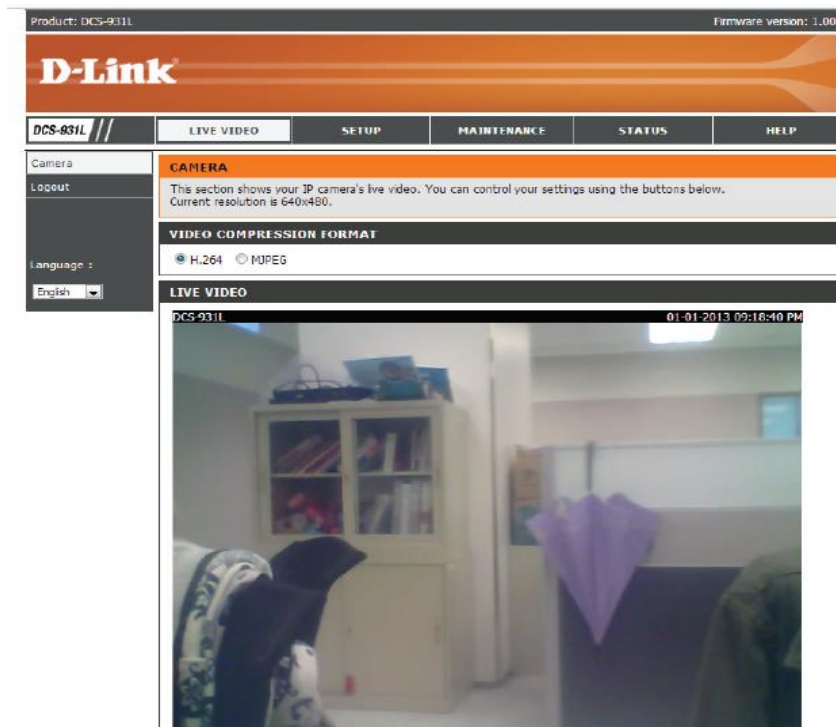 Product: DCS-931L
Firmware version: 1.00
D-Link
DCS-931L
LIVE VIDEO
SETUP
MAINTENANCE
STATUS
HELP
Camera
Logout
Language :
English
CAMERA
This section shows your IP camera's live video. You can control your settings using the buttons below.
Current resolution is 640x480.
VIDEO COMPRESSION FORMAT
H.264
MJPEG
LIVE VIDEO
DCS-931L
01-01-2013 09:18:40 PM